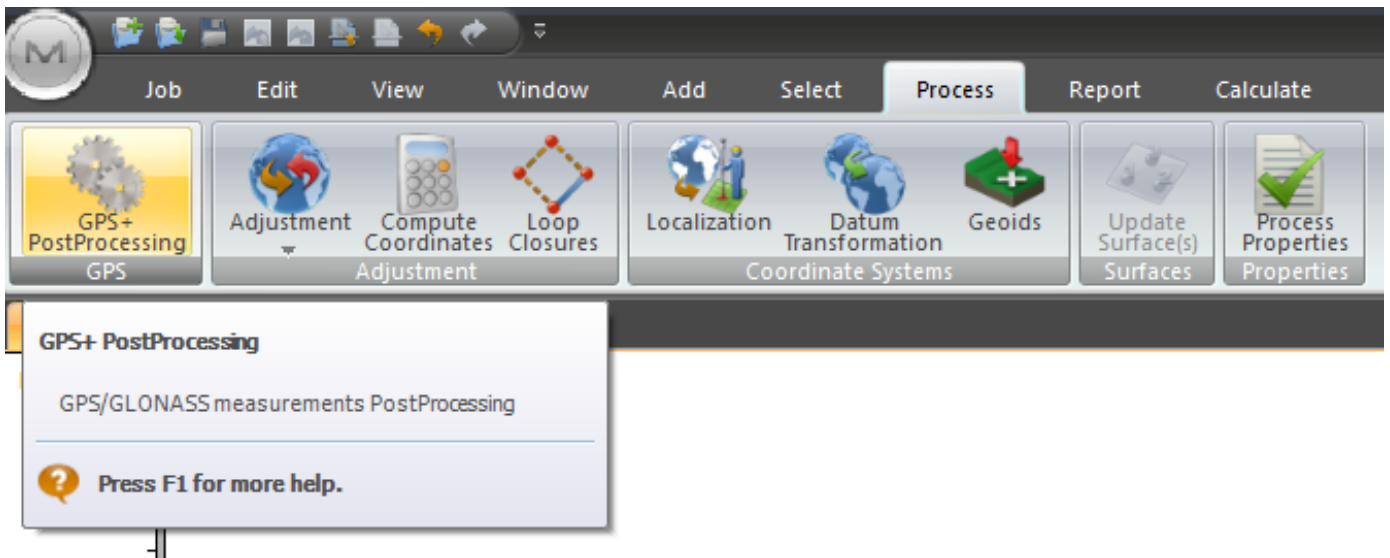 M
Job Edit View Window Add Select Process Report Calculate
GPS+
PostProcessing
GPS
Adjustment
Compute
Coordinates
Loop
Closures
Adjustment
Localization
Datum
Transformation
Geoids
Coordinate Systems
Update
Surface(s)
Surfaces
Process
Properties
Properties
GPS+ PostProcessing
GPS/GLONASS measurements PostProcessing
Press F1 for more help.